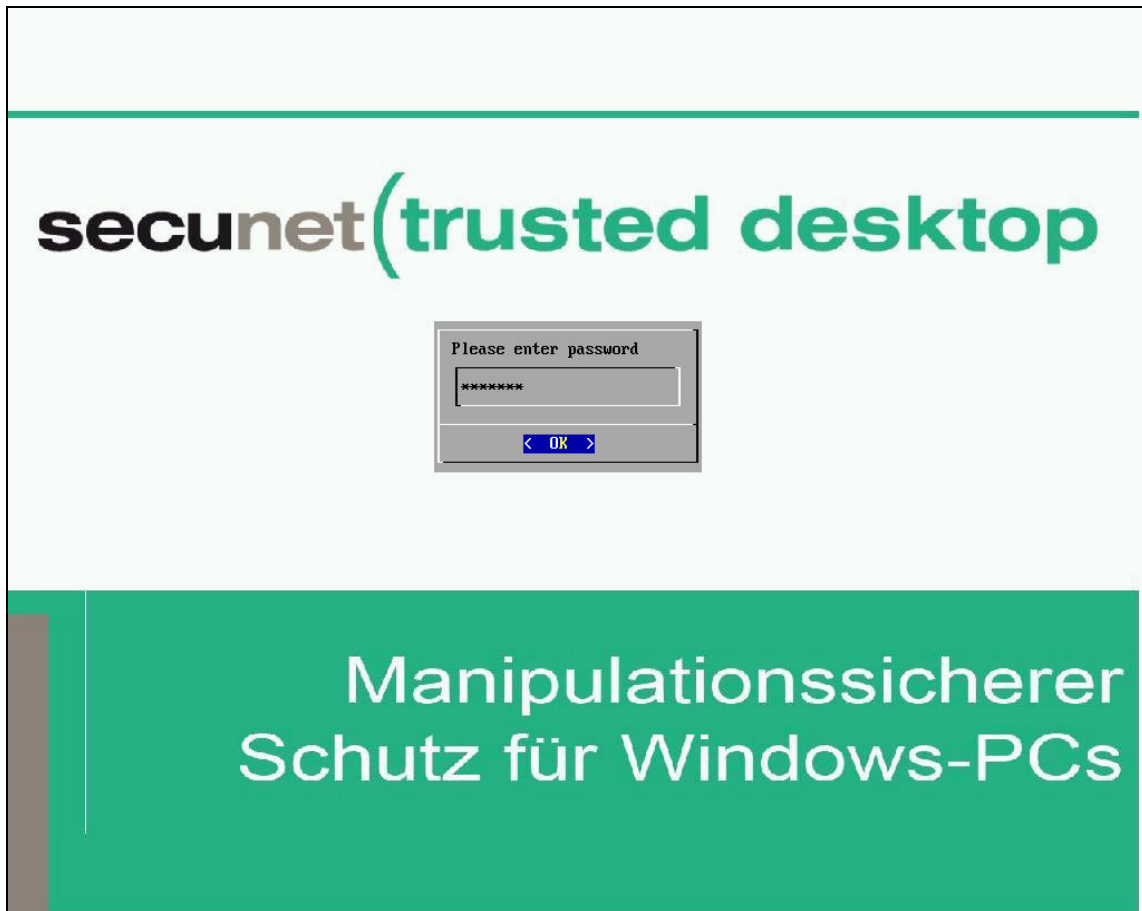 secunet(trusted desktop
Please enter password
*******
< OK >
Manipulationssicherer
Schutz für Windows-PCs